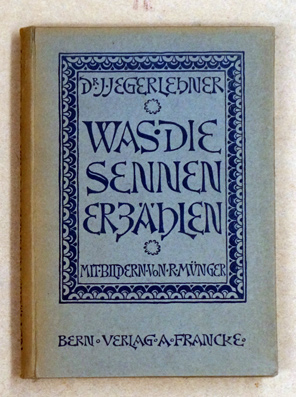 DR·J·JEGERLEHNER
WAS·DIE
SENNEN
ERZÄHLEN
MIT·BILDERN·VON·R·MÜNGER
BERN·VERLAG·A·FRANCKE·